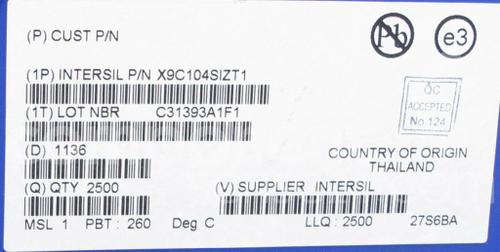 (P) CUST P/N
Pb
e3
(1P) INTERSIL P/N X9C104SIZT1
QC
ACCEPTED
No.124
(1T) LOT NBR C31393A1F1
(D) 1136
COUNTRY OF ORIGIN
THAILAND
(Q) QTY 2500
(V) SUPPLIER INTERSIL
MSL 1 PBT : 260 Deg C LLQ : 2500 27S6BA